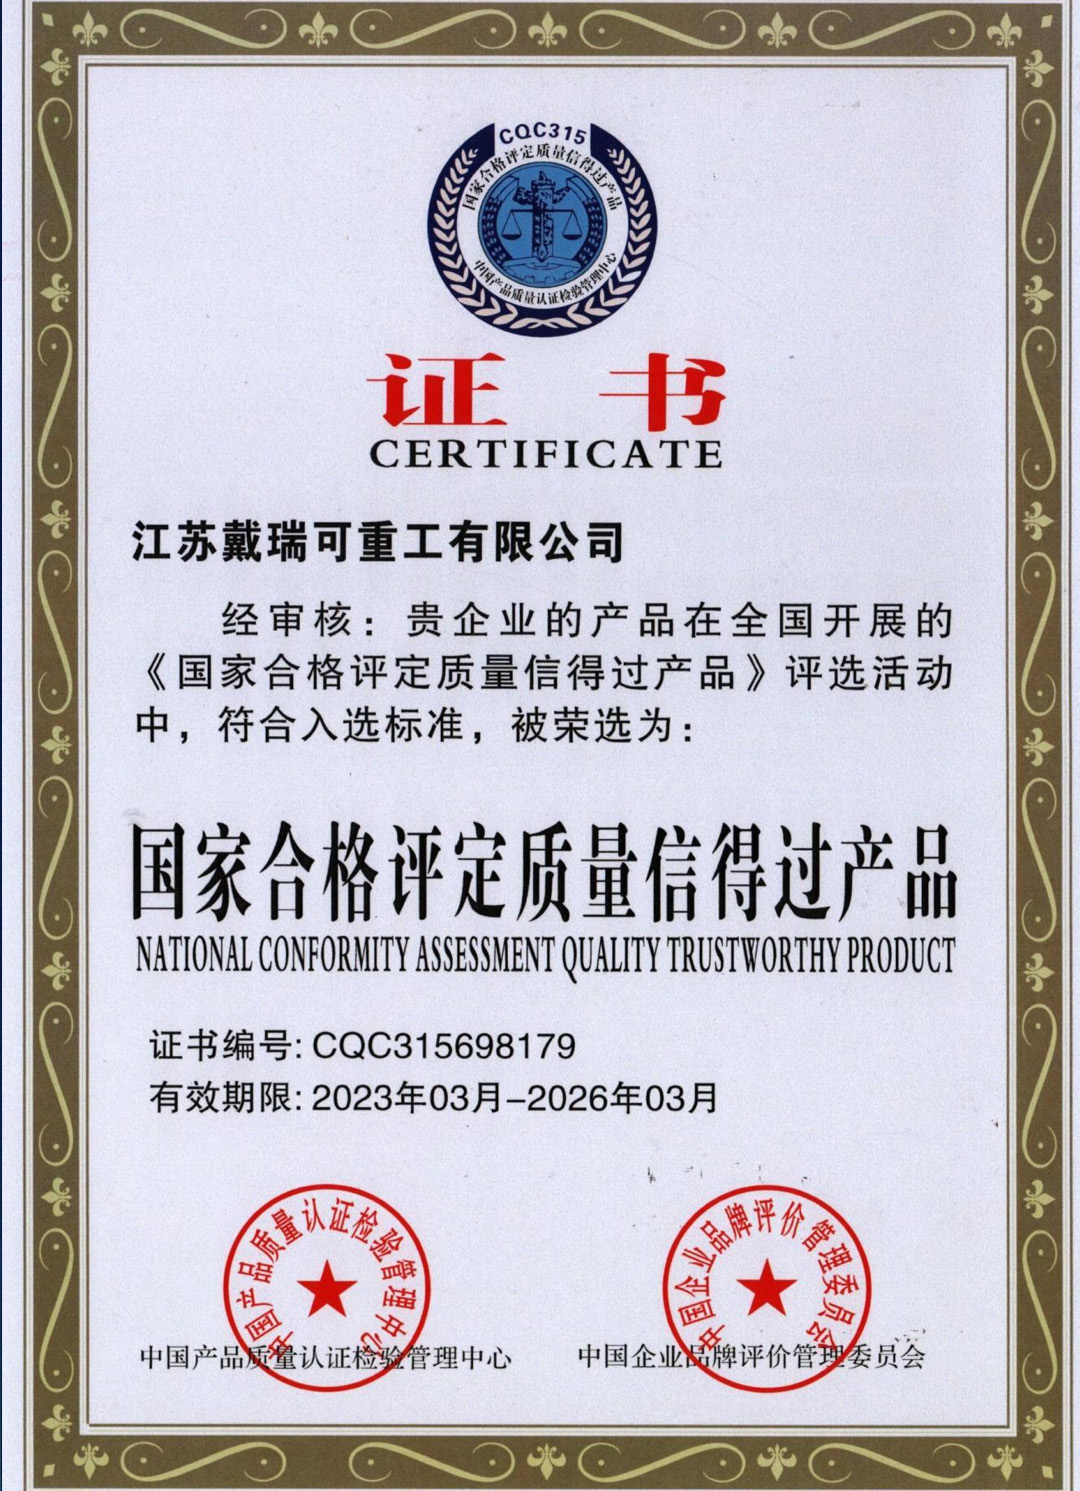 CQC315
国家合格评定质量信得过产品
中国产品质量认证检验管理中心
证 书
CERTIFICATE
江苏戴瑞可重工有限公司
经审核：贵企业的产品在全国开展的
《国家合格评定质量信得过产品》评选活动
中，符合入选标准，被荣选为：
国家合格评定质量信得过产品
NATIONAL CONFORMITY ASSESSMENT QUALITY TRUSTWORTHY PRODUCT
证书编号: CQC315698179
有效期限: 2023年03月-2026年03月
中国产品质量认证检验管理中心
中国企业品牌评价管理委员会
中国产品质量认证检验管理中心
中国企业品牌评价管理委员会